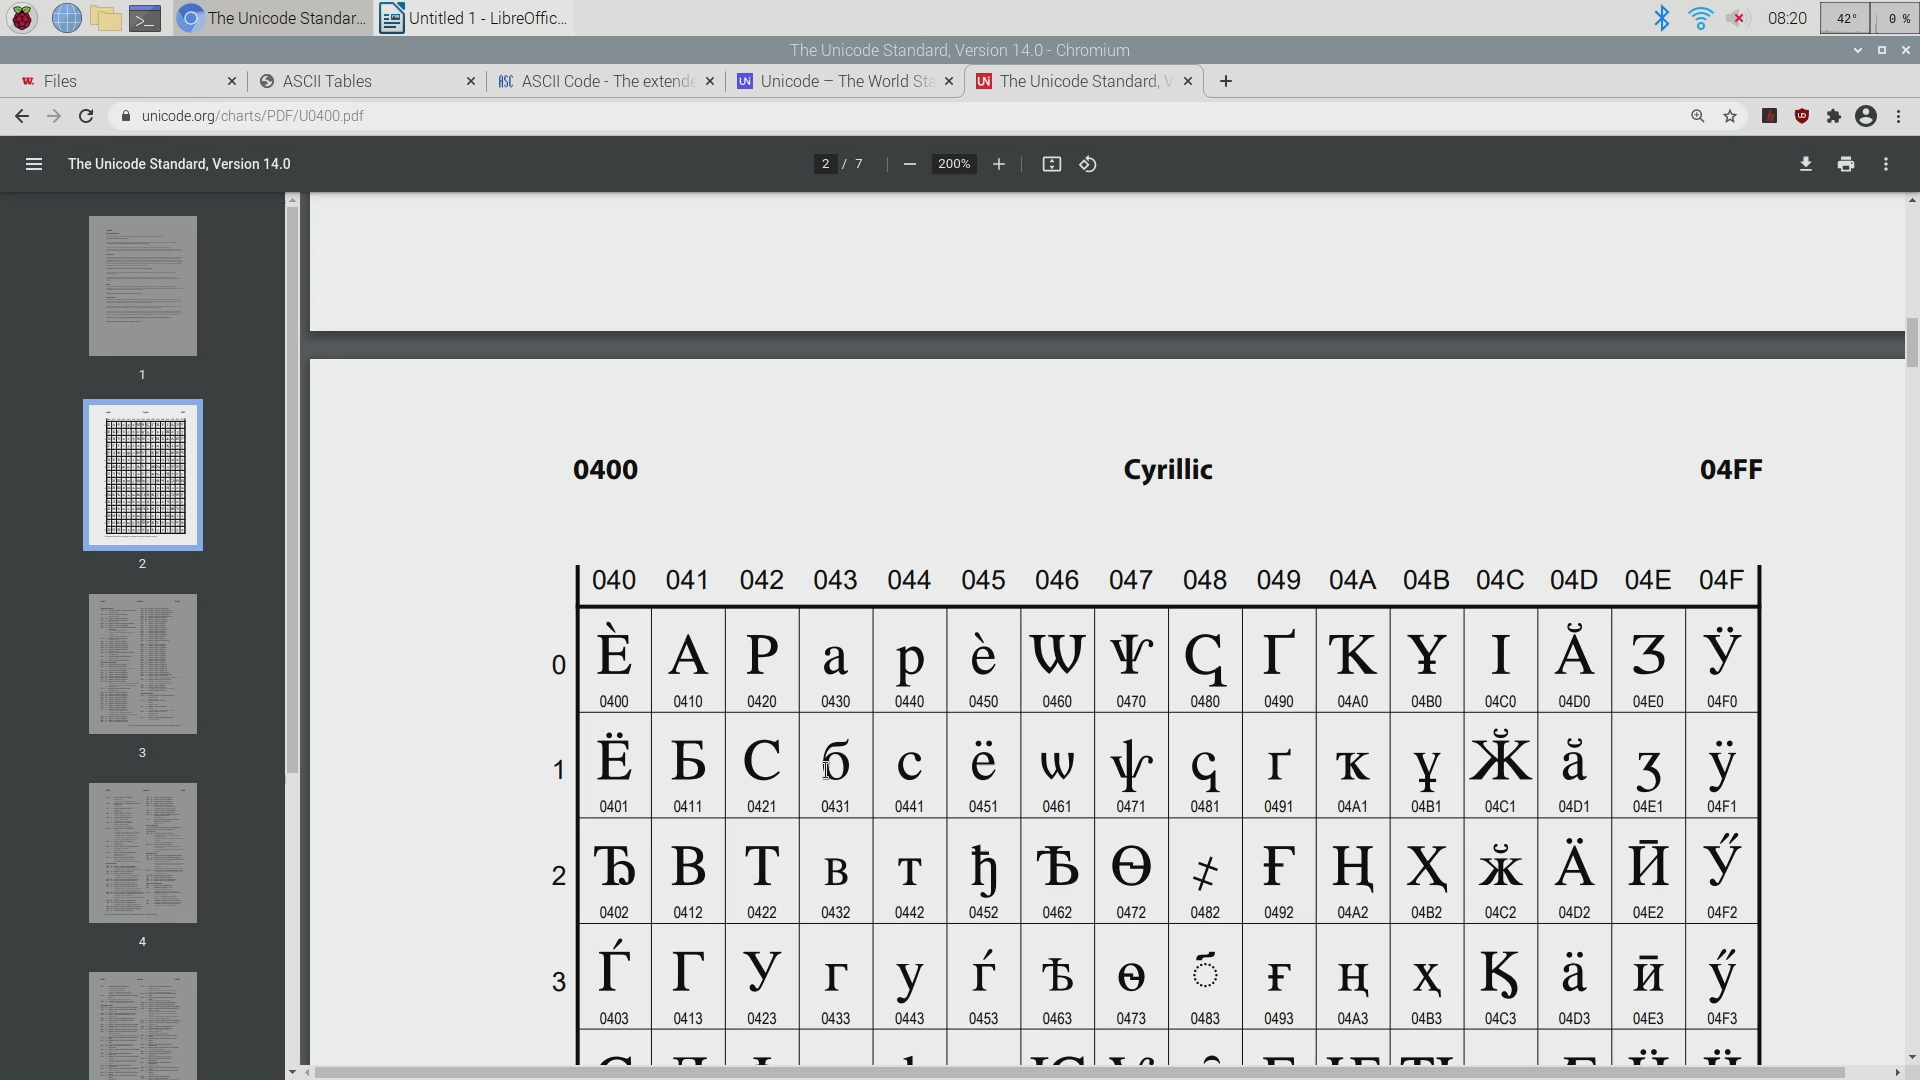 The Unicode Standar...
Untitled 1 - LibreOffic...
08:20
42°
0 %
The Unicode Standard, Version 14.0 - Chromium
Files
ASCII Tables
ASCII Code - The extende
Unicode – The World Sta
The Unicode Standard, V
unicode.org/charts/PDF/U0400.pdf
The Unicode Standard, Version 14.0
2 / 7
200%
1
2
3
4
0400 Cyrillic 04FF
040 041 042 043 044 045 046 047 048 049 04A 04B 04C 04D 04E 04F
0 Ѐ А Р а р ѐ Ѡ Ѱ Ҁ Ґ Ҡ Ұ Ӏ Ӑ Ӡ Ӱ
0400 0410 0420 0430 0440 0450 0460 0470 0480 0490 04A0 04B0 04C0 04D0 04E0 04F0
1 Ё Б С б с ё ѡ ѱ ҁ ґ ҡ ұ Ӂ ӑ ӡ ӱ
0401 0411 0421 0431 0441 0451 0461 0471 0481 0491 04A1 04B1 04C1 04D1 04E1 04F1
2 Ђ В Т в т ђ Ѣ Ѳ ҂ Ғ Ң Ҳ ӂ Ӓ Ӣ Ӳ
0402 0412 0422 0432 0442 0452 0462 0472 0482 0492 04A2 04B2 04C2 04D2 04E2 04F2
3 Ѓ Г У г у ѓ ѣ ѳ ◌҃ ғ ң ҳ Ӄ ӓ ӣ ӳ
0403 0413 0423 0433 0443 0453 0463 0473 0483 0493 04A3 04B3 04C3 04D3 04E3 04F3